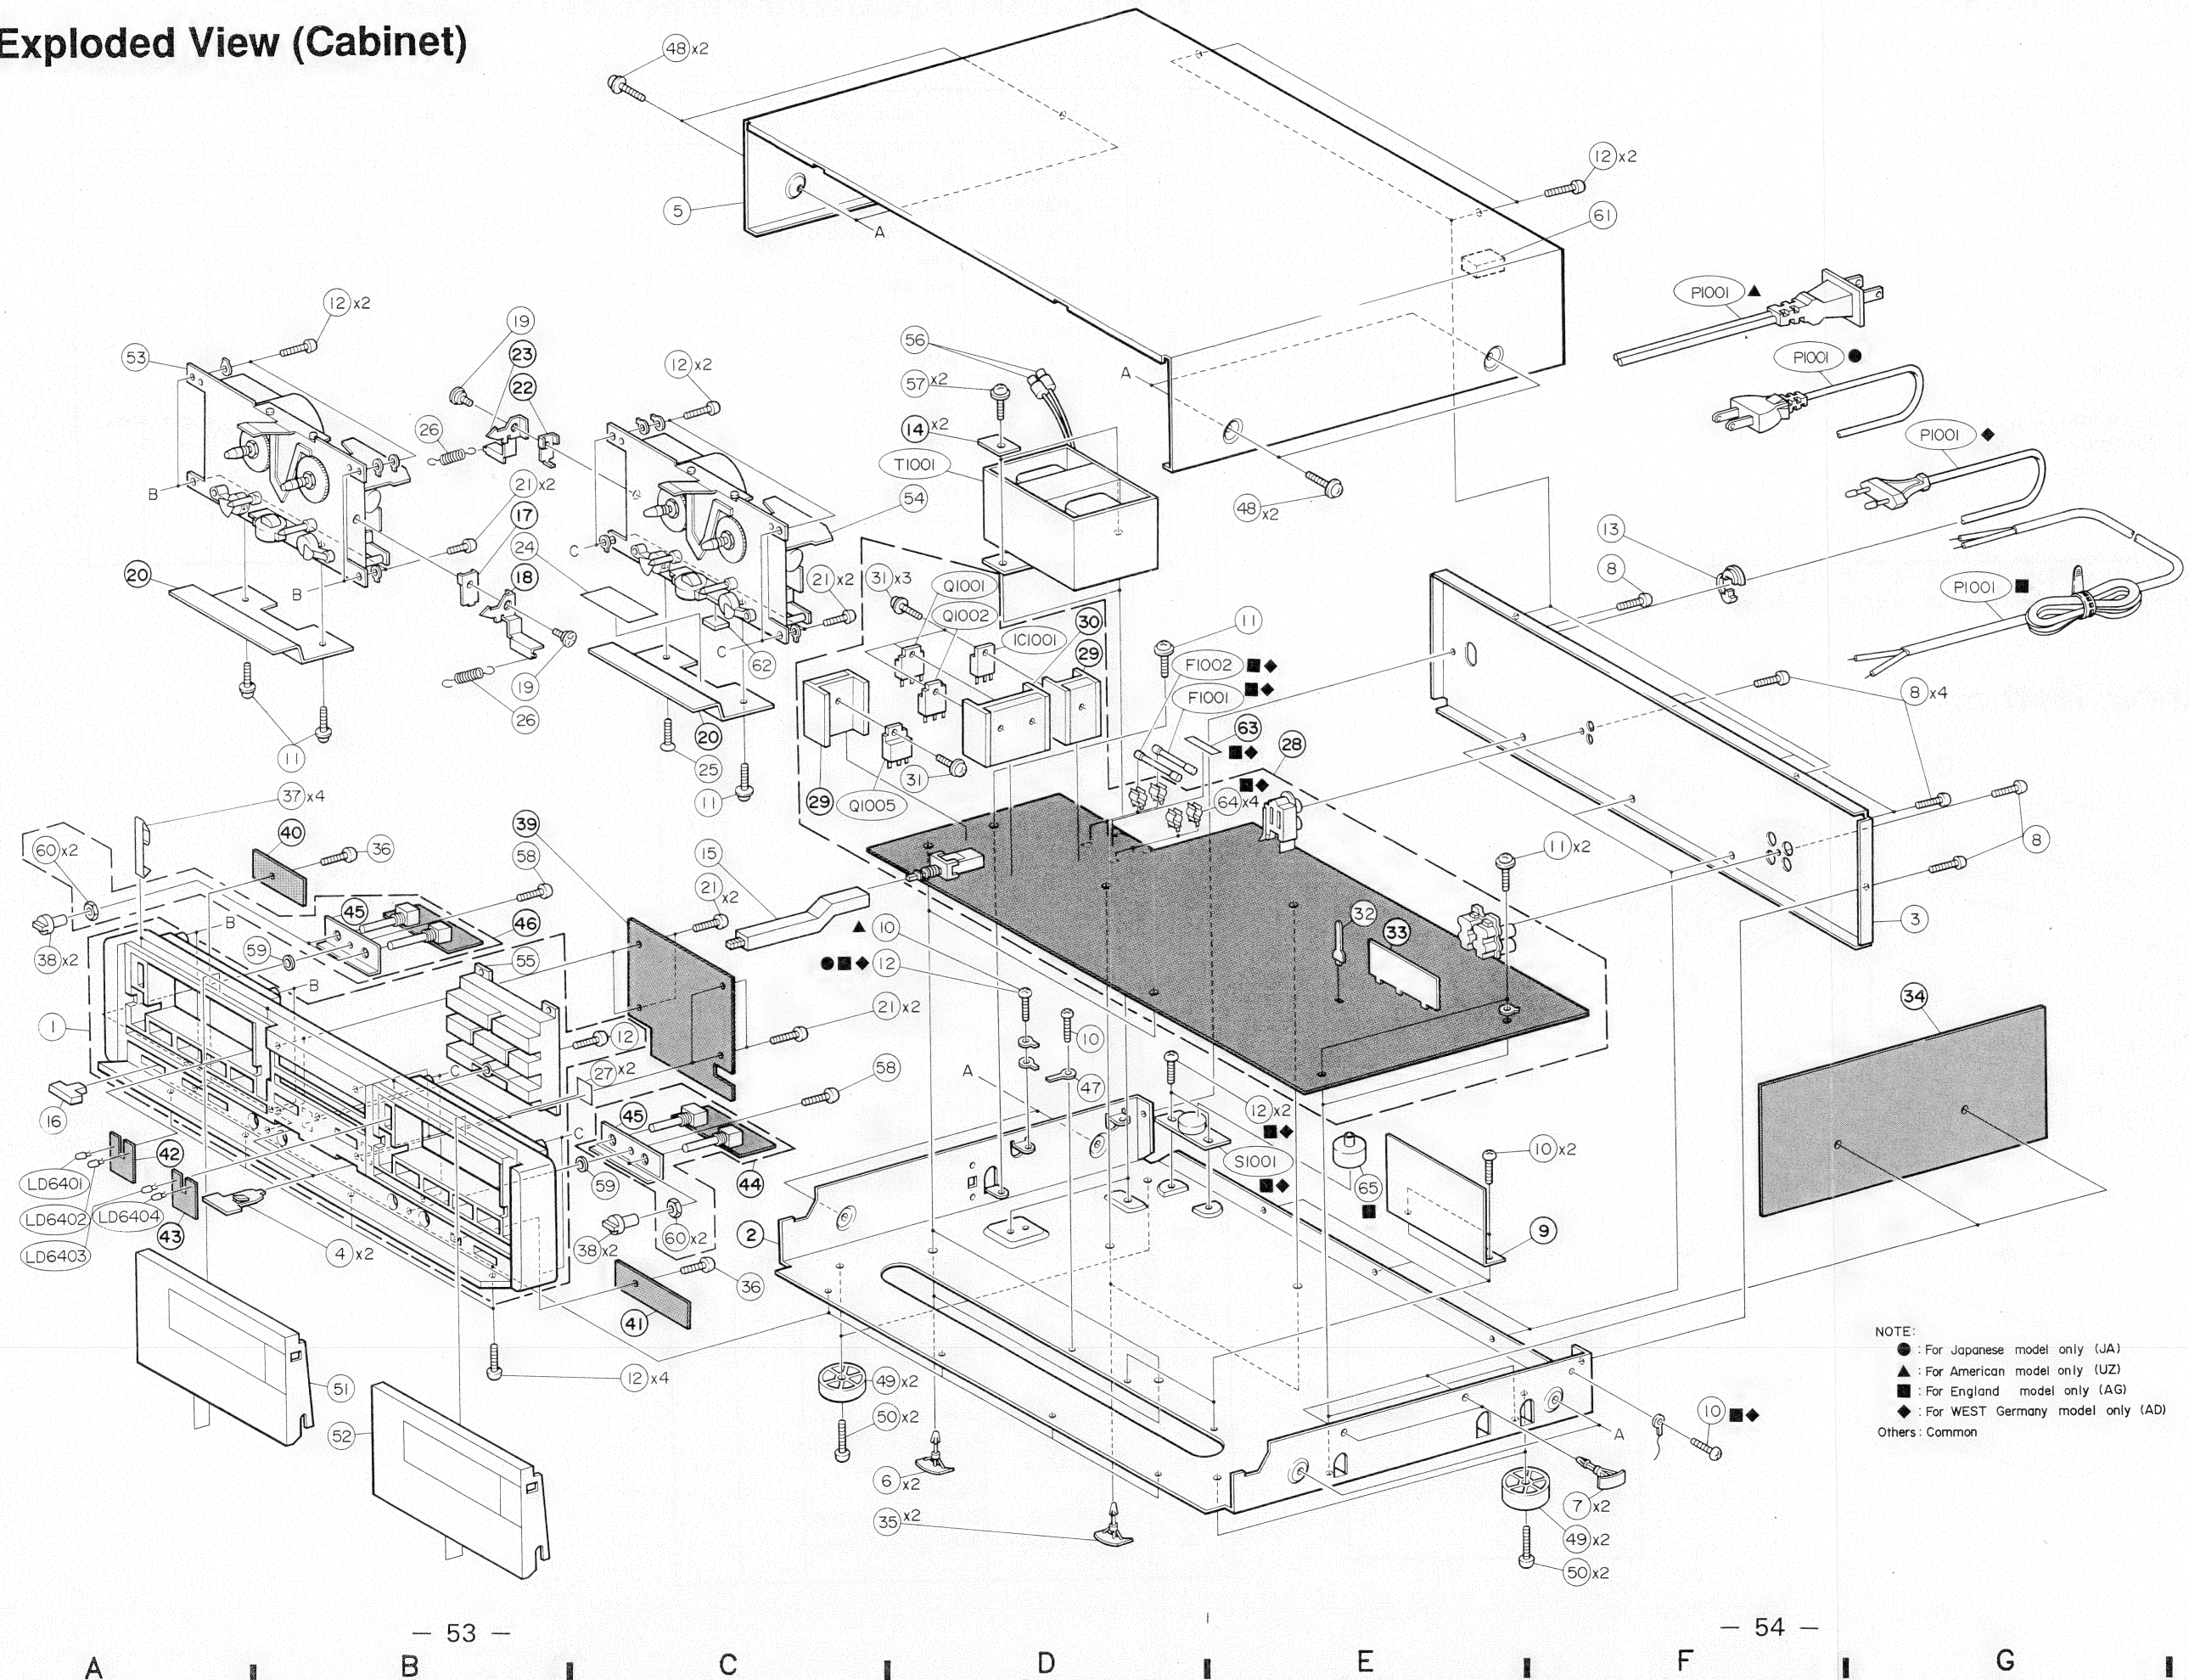 Exploded View (Cabinet)
48 x2
12 x2
5
A
61
P1001 ▲
12 x2
19
53
23
56
P1001 ●
A
22
12 x2
57 x2
26
14 x2
P1001 ◆
T1001
B
21 x2
54
48 x2
17
13
C
24
20
18
21 x2
31 x3
Q1001
8
P1001 ■
B
Q1002
30
11
IC1001
C
62
29
F1002 ■ ◆
19
F1001 ■ ◆
8 x4
26
63
■ ◆
28
20
11
25
31
■ ◆
37 x4
11
29
Q1005
64 x4
40
39
60 x2
36
15
8
58
11 x2
21 x2
45
32
B
46
▲ 10
33
3
59
38 x2
55
● ■ ◆ 12
B
34
1
21 x2
12
10
C
27 x2
58
A
47
16
45
12 x2
■ ◆
C
42
S1001
■ ◆
10 x2
LD6401
59
44
65
■
LD6402
LD6404
43
2
9
LD6403
4 x2
38 x2
60 x2
36
41
NOTE:
● : For Japanese model only (JA)
▲ : For American model only (UZ)
■ : For England model only (AG)
◆ : For WEST Germany model only (AD)
Others : Common
12 x4
49 x2
51
50 x2
10 ■ ◆
52
A
6 x2
7 x2
35 x2
49 x2
50 x2
— 53 —
— 54 —
A B C D E F G